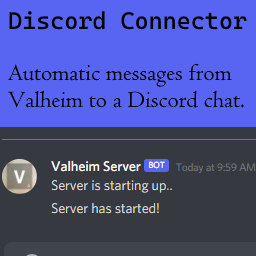 Discord Connector
Automatic messages from
Valheim to a Discord chat.
V
Valheim Server BOT Today at 9:59 AM
Server is starting up..
Server has started!